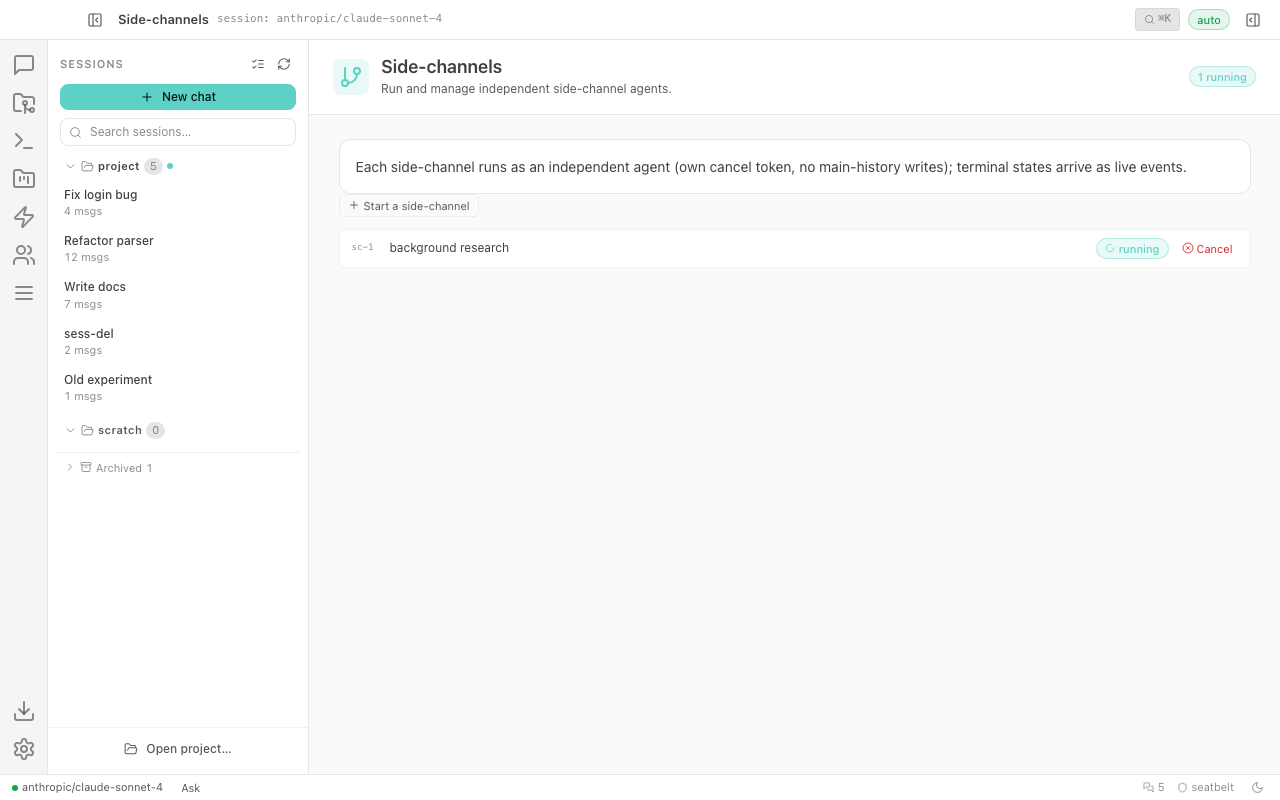 Side-channels session: anthropic/claude-sonnet-4
⌘K
auto
SESSIONS
New chat
Search sessions...
project 5
Fix login bug
4 msgs
Refactor parser
12 msgs
Write docs
7 msgs
sess-del
2 msgs
Old experiment
1 msgs
scratch 0
Archived 1
Open project...
Side-channels
Run and manage independent side-channel agents.
1 running
Each side-channel runs as an independent agent (own cancel token, no main-history writes); terminal states arrive as live events.
Start a side-channel
sc-1 background research running Cancel
anthropic/claude-sonnet-4 Ask
5 seatbelt